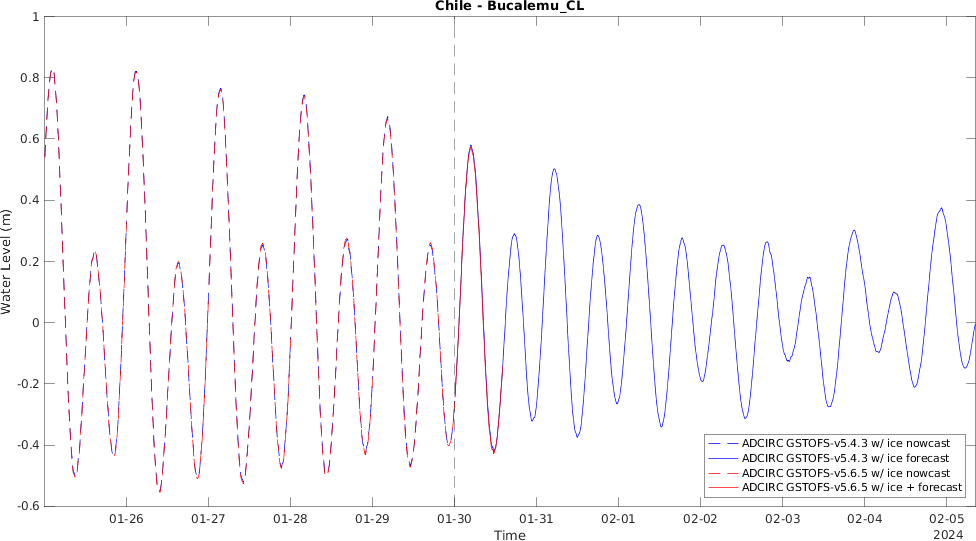 Chile - Bucalemu_CL
1
0.8
0.6
0.4
0.2
0
-0.2
-0.4
-0.6
Water Level (m)
ADCIRC GSTOFS-v5.4.3 w/ ice nowcast
ADCIRC GSTOFS-v5.4.3 w/ ice forecast
ADCIRC GSTOFS-v5.6.5 w/ ice nowcast
ADCIRC GSTOFS-v5.6.5 w/ ice + forecast
01-26 01-27 01-28 01-29 01-30 01-31 02-01 02-02 02-03 02-04 02-05
Time
2024